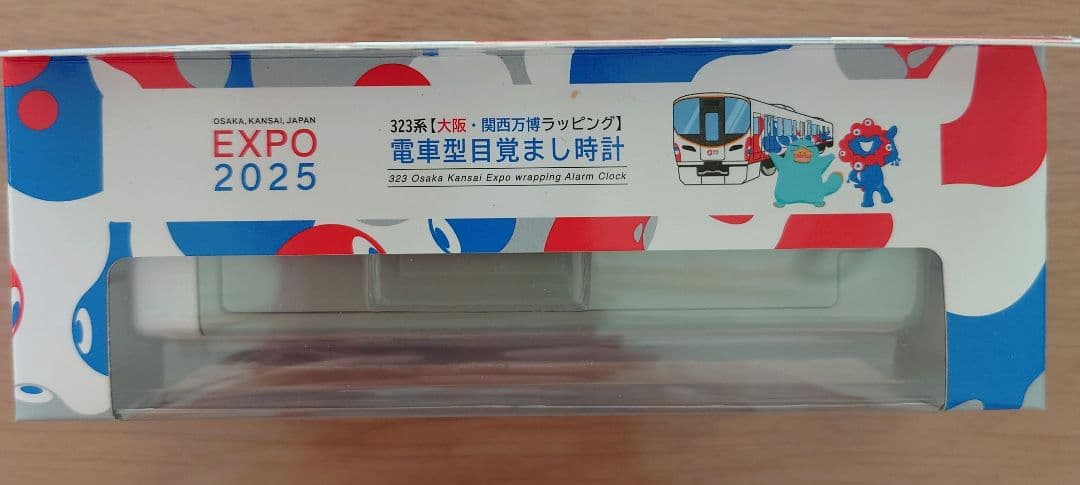 OSAKA, KANSAI, JAPAN
EXPO
2025
323系【大阪・関西万博ラッピング】
電車型目覚まし時計
323 Osaka Kansai Expo wrapping Alarm Clock